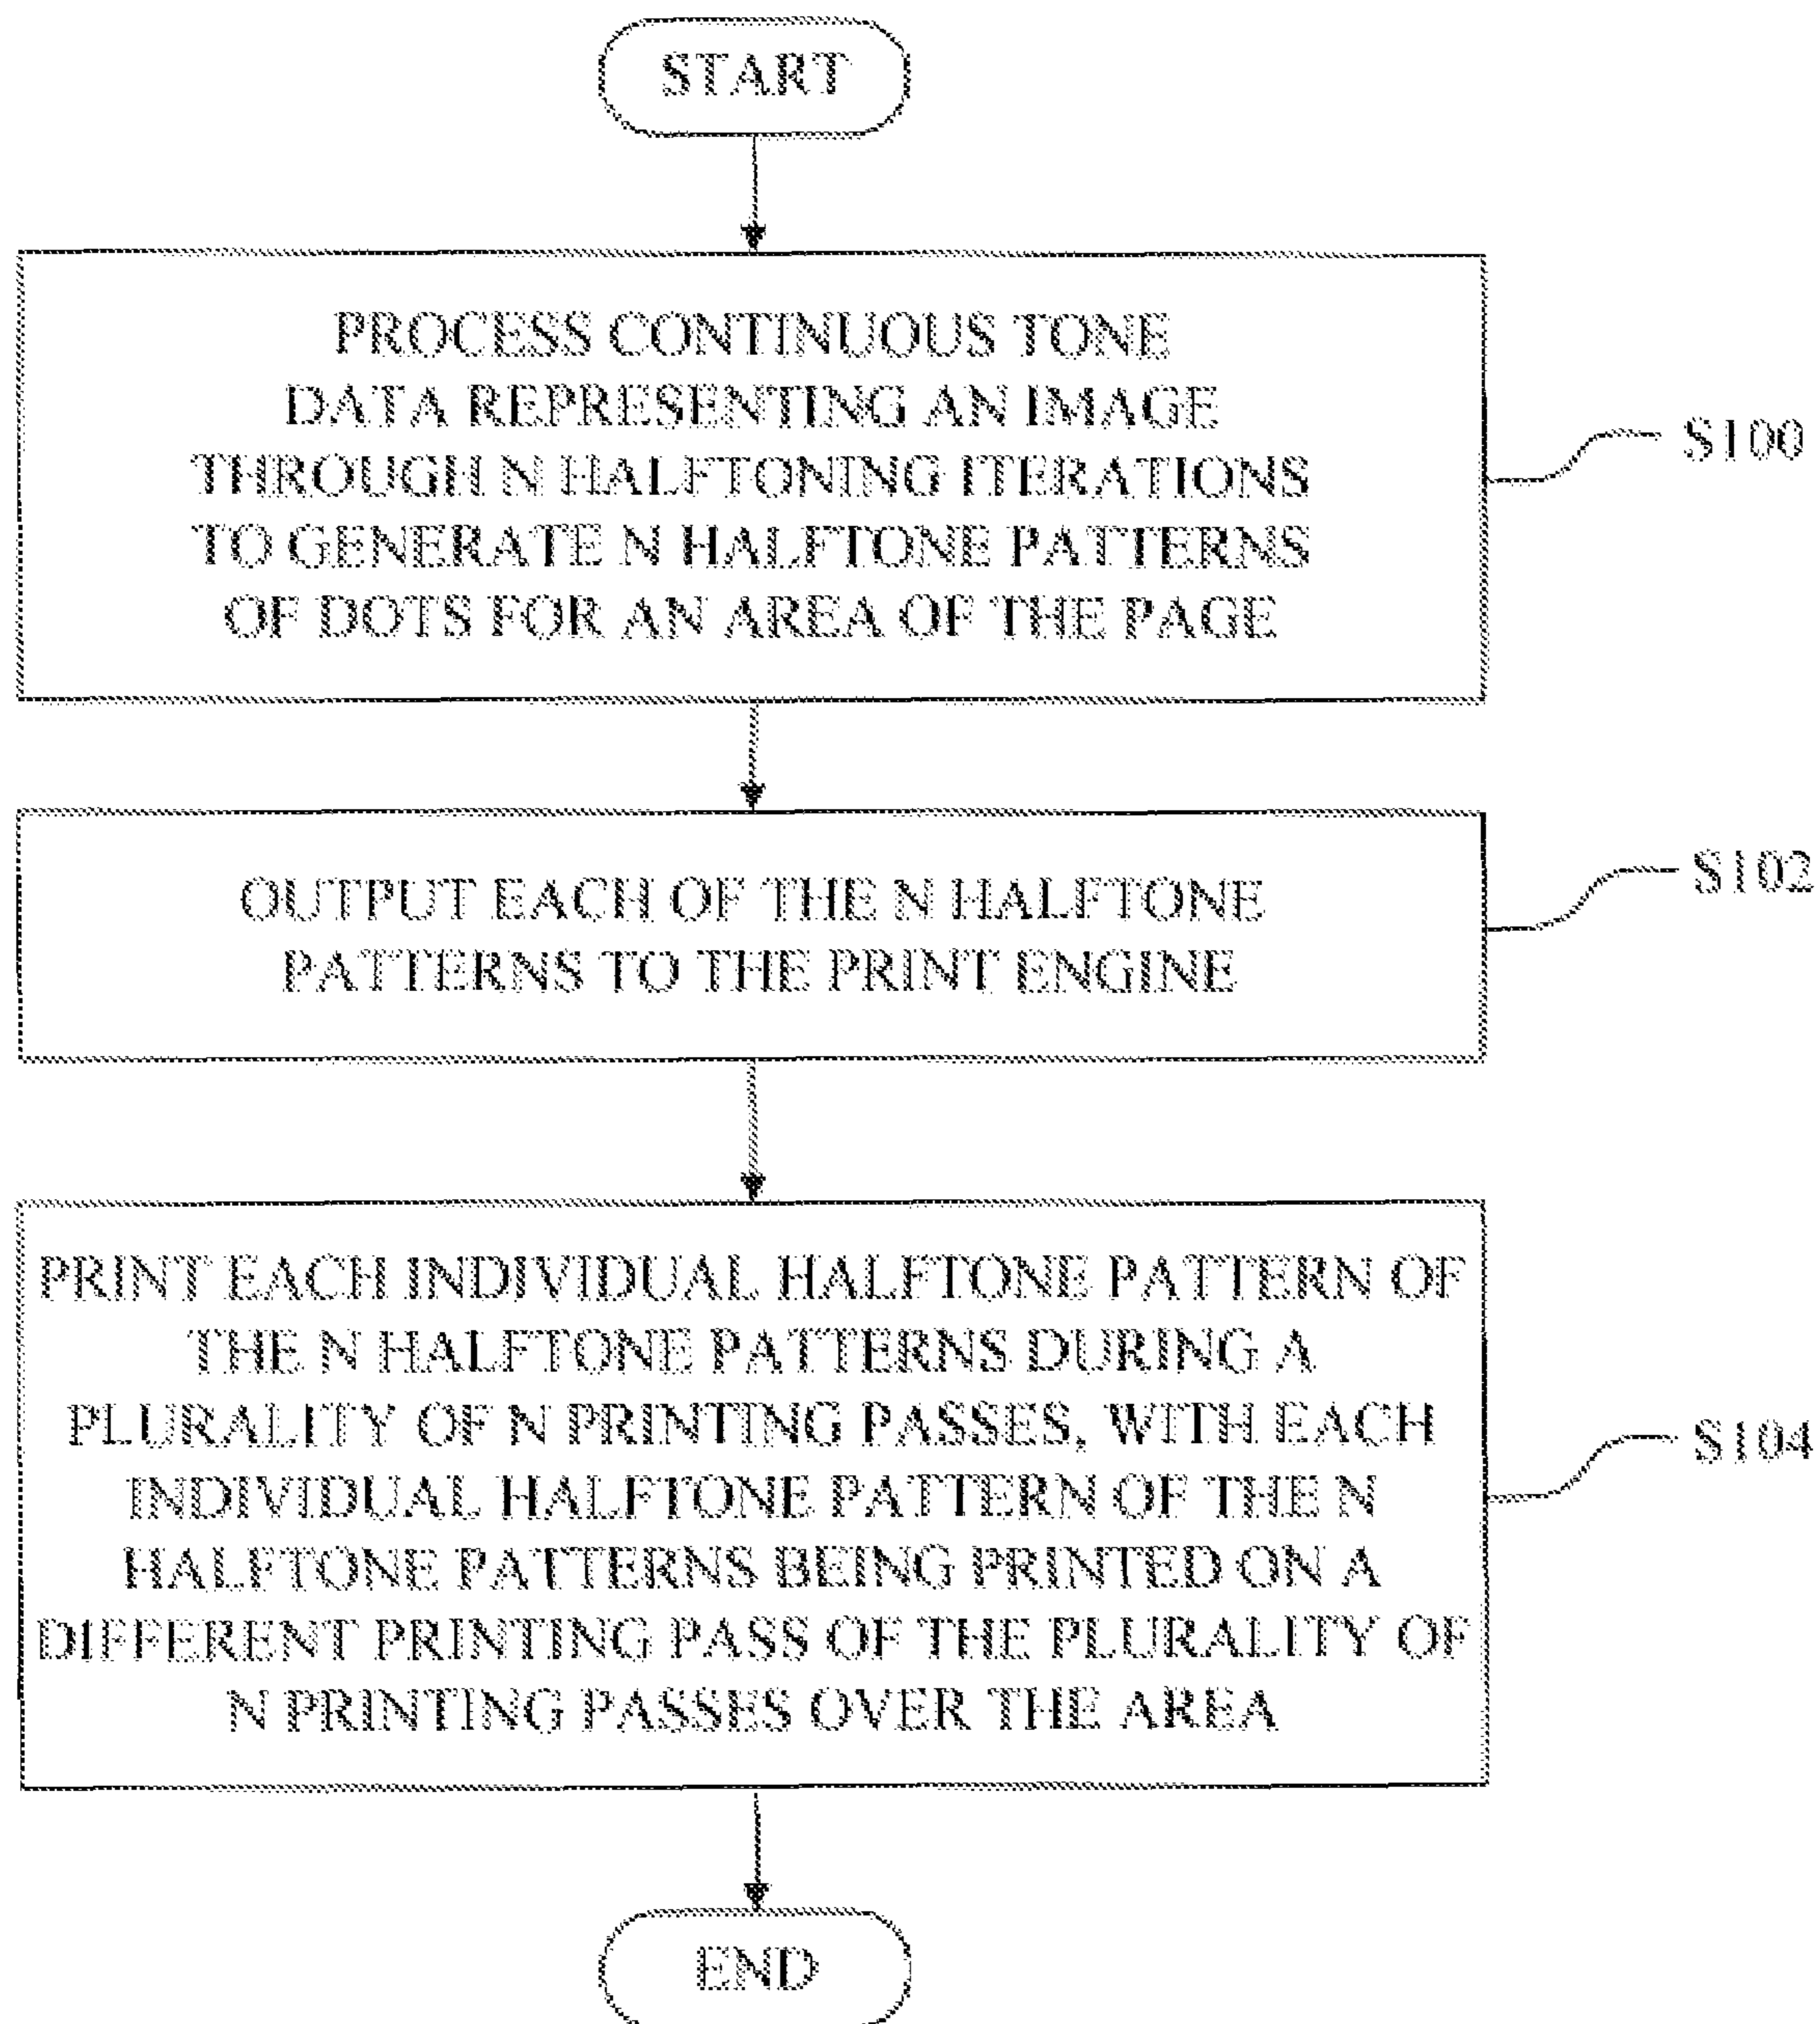 START
PROCESS CONTINUOUS TONE
DATA REPRESENTING AN IMAGE
THROUGH N HALFTONING ITERATIONS
TO GENERATE N HALFTONE PATTERNS
OF DOTS FOR AN AREA OF THE PAGE
S100
OUTPUT EACH OF THE N HALFTONE
PATTERNS TO THE PRINT ENGINE
S102
PRINT EACH INDIVIDUAL HALFTONE PATTERN OF
THE N HALFTONE PATTERNS DURING A
PLURALITY OF N PRINTING PASSES, WITH EACH
INDIVIDUAL HALFTONE PATTERN OF THE N
HALFTONE PATTERNS BEING PRINTED ON A
DIFFERENT PRINTING PASS OF THE PLURALITY OF
N PRINTING PASSES OVER THE AREA
S104
END